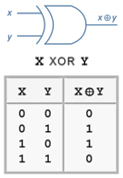 x
x⊕y
y
X XOR Y
X Y X⊕Y
0 0 0
0 1 1
1 0 1
1 1 0